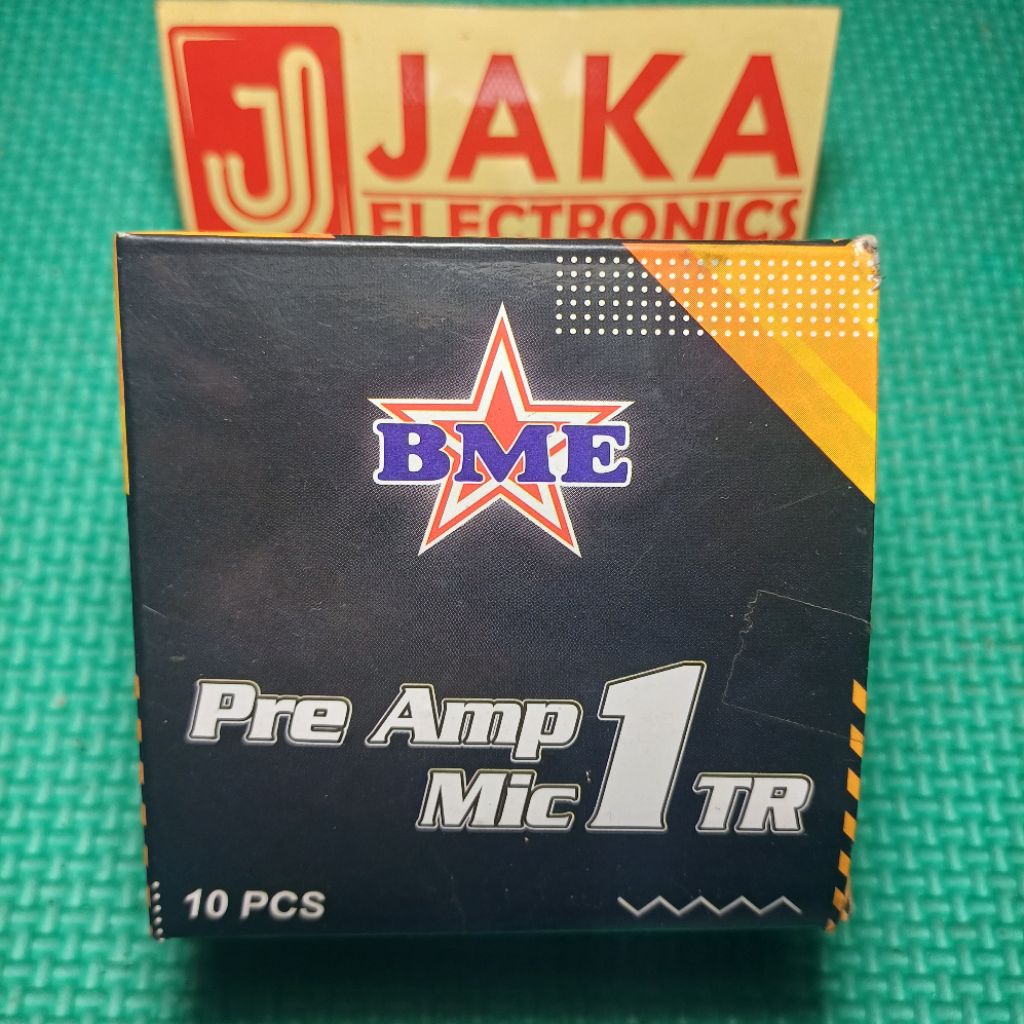 JAKA
ELECTRONICS
BME
Pre Amp
Mic 1 TR
10 PCS